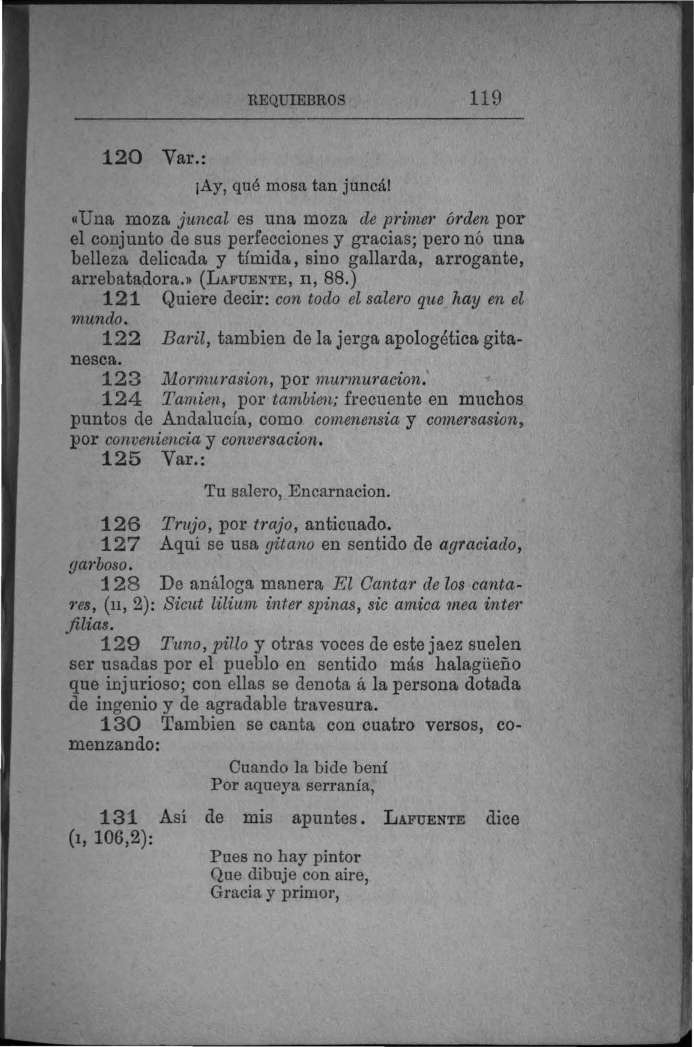 REQUIEBROS 119
120 Var.:
¡Ay, qué mosa tan juncá!
«Una moza juncal es una moza de primer órden por
el conjunto de sus perfecciones y gracias; pero nó una
belleza delicada y tímida, sino gallarda, arrogante,
arrebatadora.» (LAFUENTE, II, 88.)
121 Quiere decir: con todo el salero que hay en el
mundo.
122 Baril, tambien de la jerga apologética gita-
nesca.
123 Mormurasion, por murmuracion.
124 Tamien, por tambien; frecuente en muchos
puntos de Andalucía, como comenensia y comersasion,
por conveniencia y conversacion.
125 Var.:
Tu salero, Encarnacion.
126 Trujo, por trajo, anticuado.
127 Aquí se usa gitano en sentido de agraciado,
garboso.
128 De análoga manera El Cantar de los canta-
res, (II, 2): Sicut lilium inter spinas, sic amica mea inter
filias.
129 Tuno, pillo y otras voces de este jaez suelen
ser usadas por el pueblo en sentido más halagüeño
que injurioso; con ellas se denota á la persona dotada
de ingenio y de agradable travesura.
130 Tambien se canta con cuatro versos, co-
menzando:
Cuando la bide bení
Por aqueya serranía,
131 Así de mis apuntes. LAFUENTE dice
(I, 106,2):
Pues no hay pintor
Que dibuje con aire,
Gracia y primor,